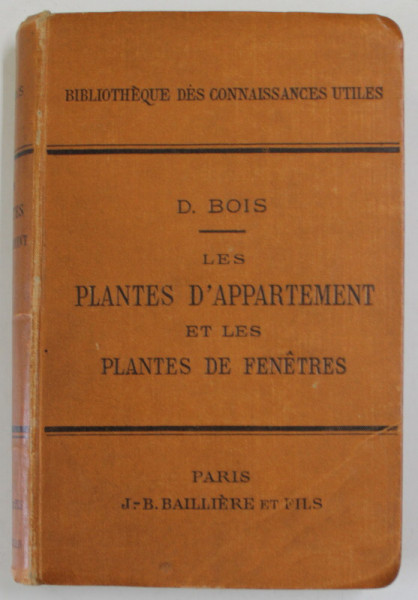 BIBLIOTHÈQUE DES CONNAISSANCES UTILES
D. BOIS
LES
PLANTES D'APPARTEMENT
ET LES
PLANTES DE FENÊTRES
PARIS
J.-B. BAILLIÈRE ET FILS